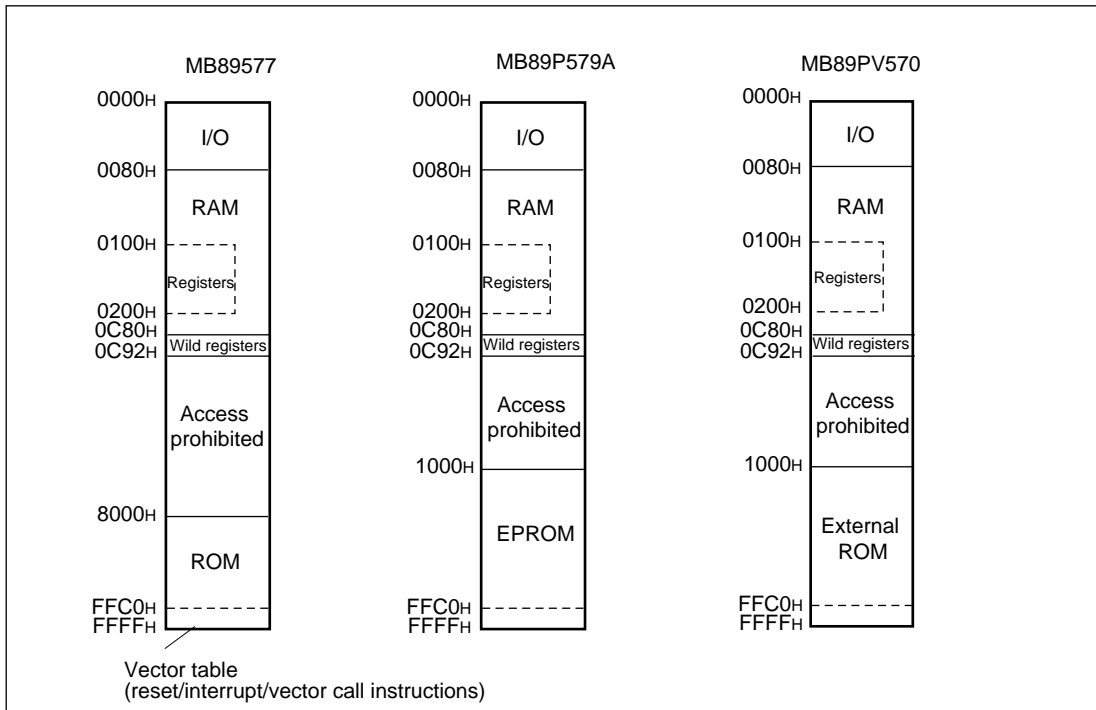 MB89577
0000H
I/O
0080H
RAM
0100H
Registers
0200H
0C80H
Wild registers
0C92H
Access
prohibited
8000H
ROM
FFC0H
FFFFH
Vector table
(reset/interrupt/vector call instructions)
MB89P579A
0000H
I/O
0080H
RAM
0100H
Registers
0200H
0C80H
Wild registers
0C92H
Access
prohibited
1000H
EPROM
FFC0H
FFFFH
MB89PV570
0000H
I/O
0080H
RAM
0100H
Registers
0200H
0C80H
Wild registers
0C92H
Access
prohibited
1000H
External
ROM
FFC0H
FFFFH